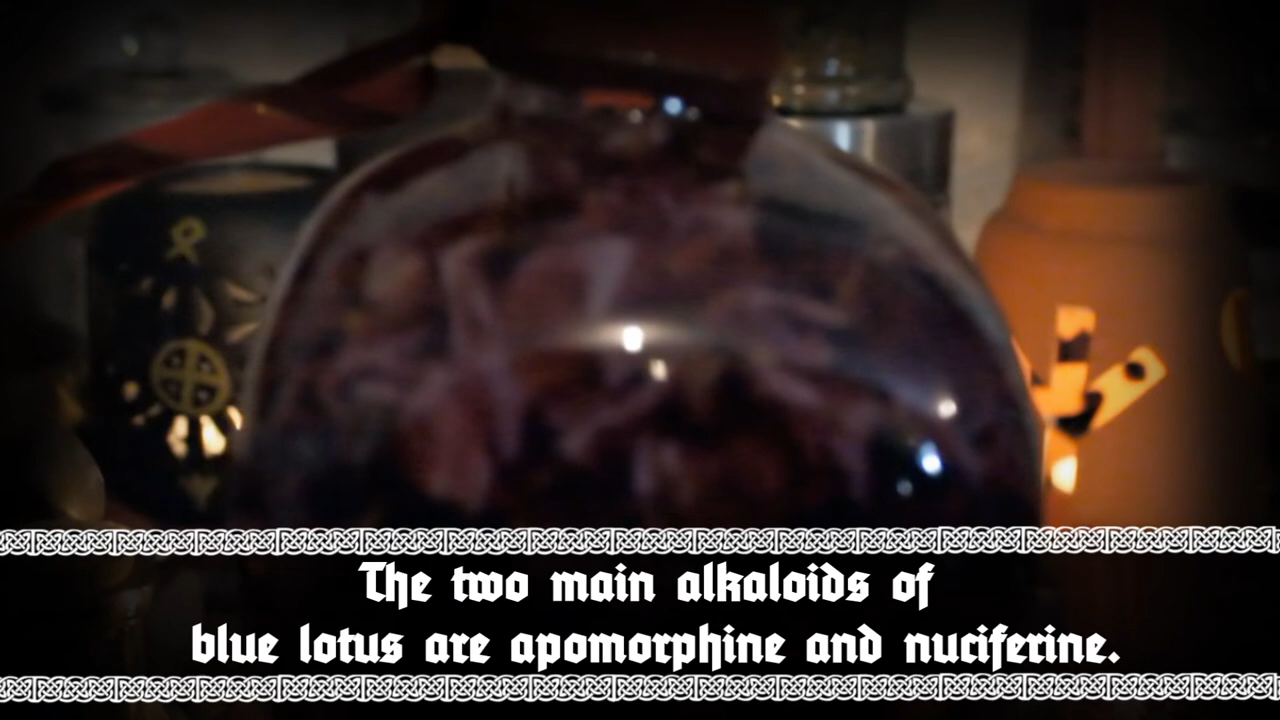 The two main alkaloids of
blue lotus are apomorphine and nuciferine.